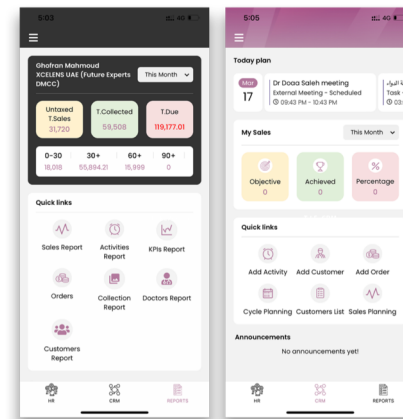 5:03
4G
Ghofran Mahmoud
XCELENS UAE (Future Experts
DMCC)
This Month
Untaxed
T.Sales
31,720
T.Collected
59,508
T.Due
119,177.01
0-30
30+
60+
90+
18,018
55,894.21
15,999
0
Quick links
Sales Report
Activities
Report
KPIs Report
Orders
Collection
Report
Doctors Report
Customers
Report
HR
CRM
REPORTS
5:05
4G
Today plan
Mar
17
Dr Doaa Saleh meeting
External Meeting - Scheduled
09:43 PM - 10:43 PM
Task -
03:
My Sales
This Month
Objective
0
Achieved
0
Percentage
0
Quick links
Add Activity
Add Customer
Add Order
Cycle Planning
Customers List
Sales Planning
Announcements
No announcements yet!
HR
CRM
REPORTS